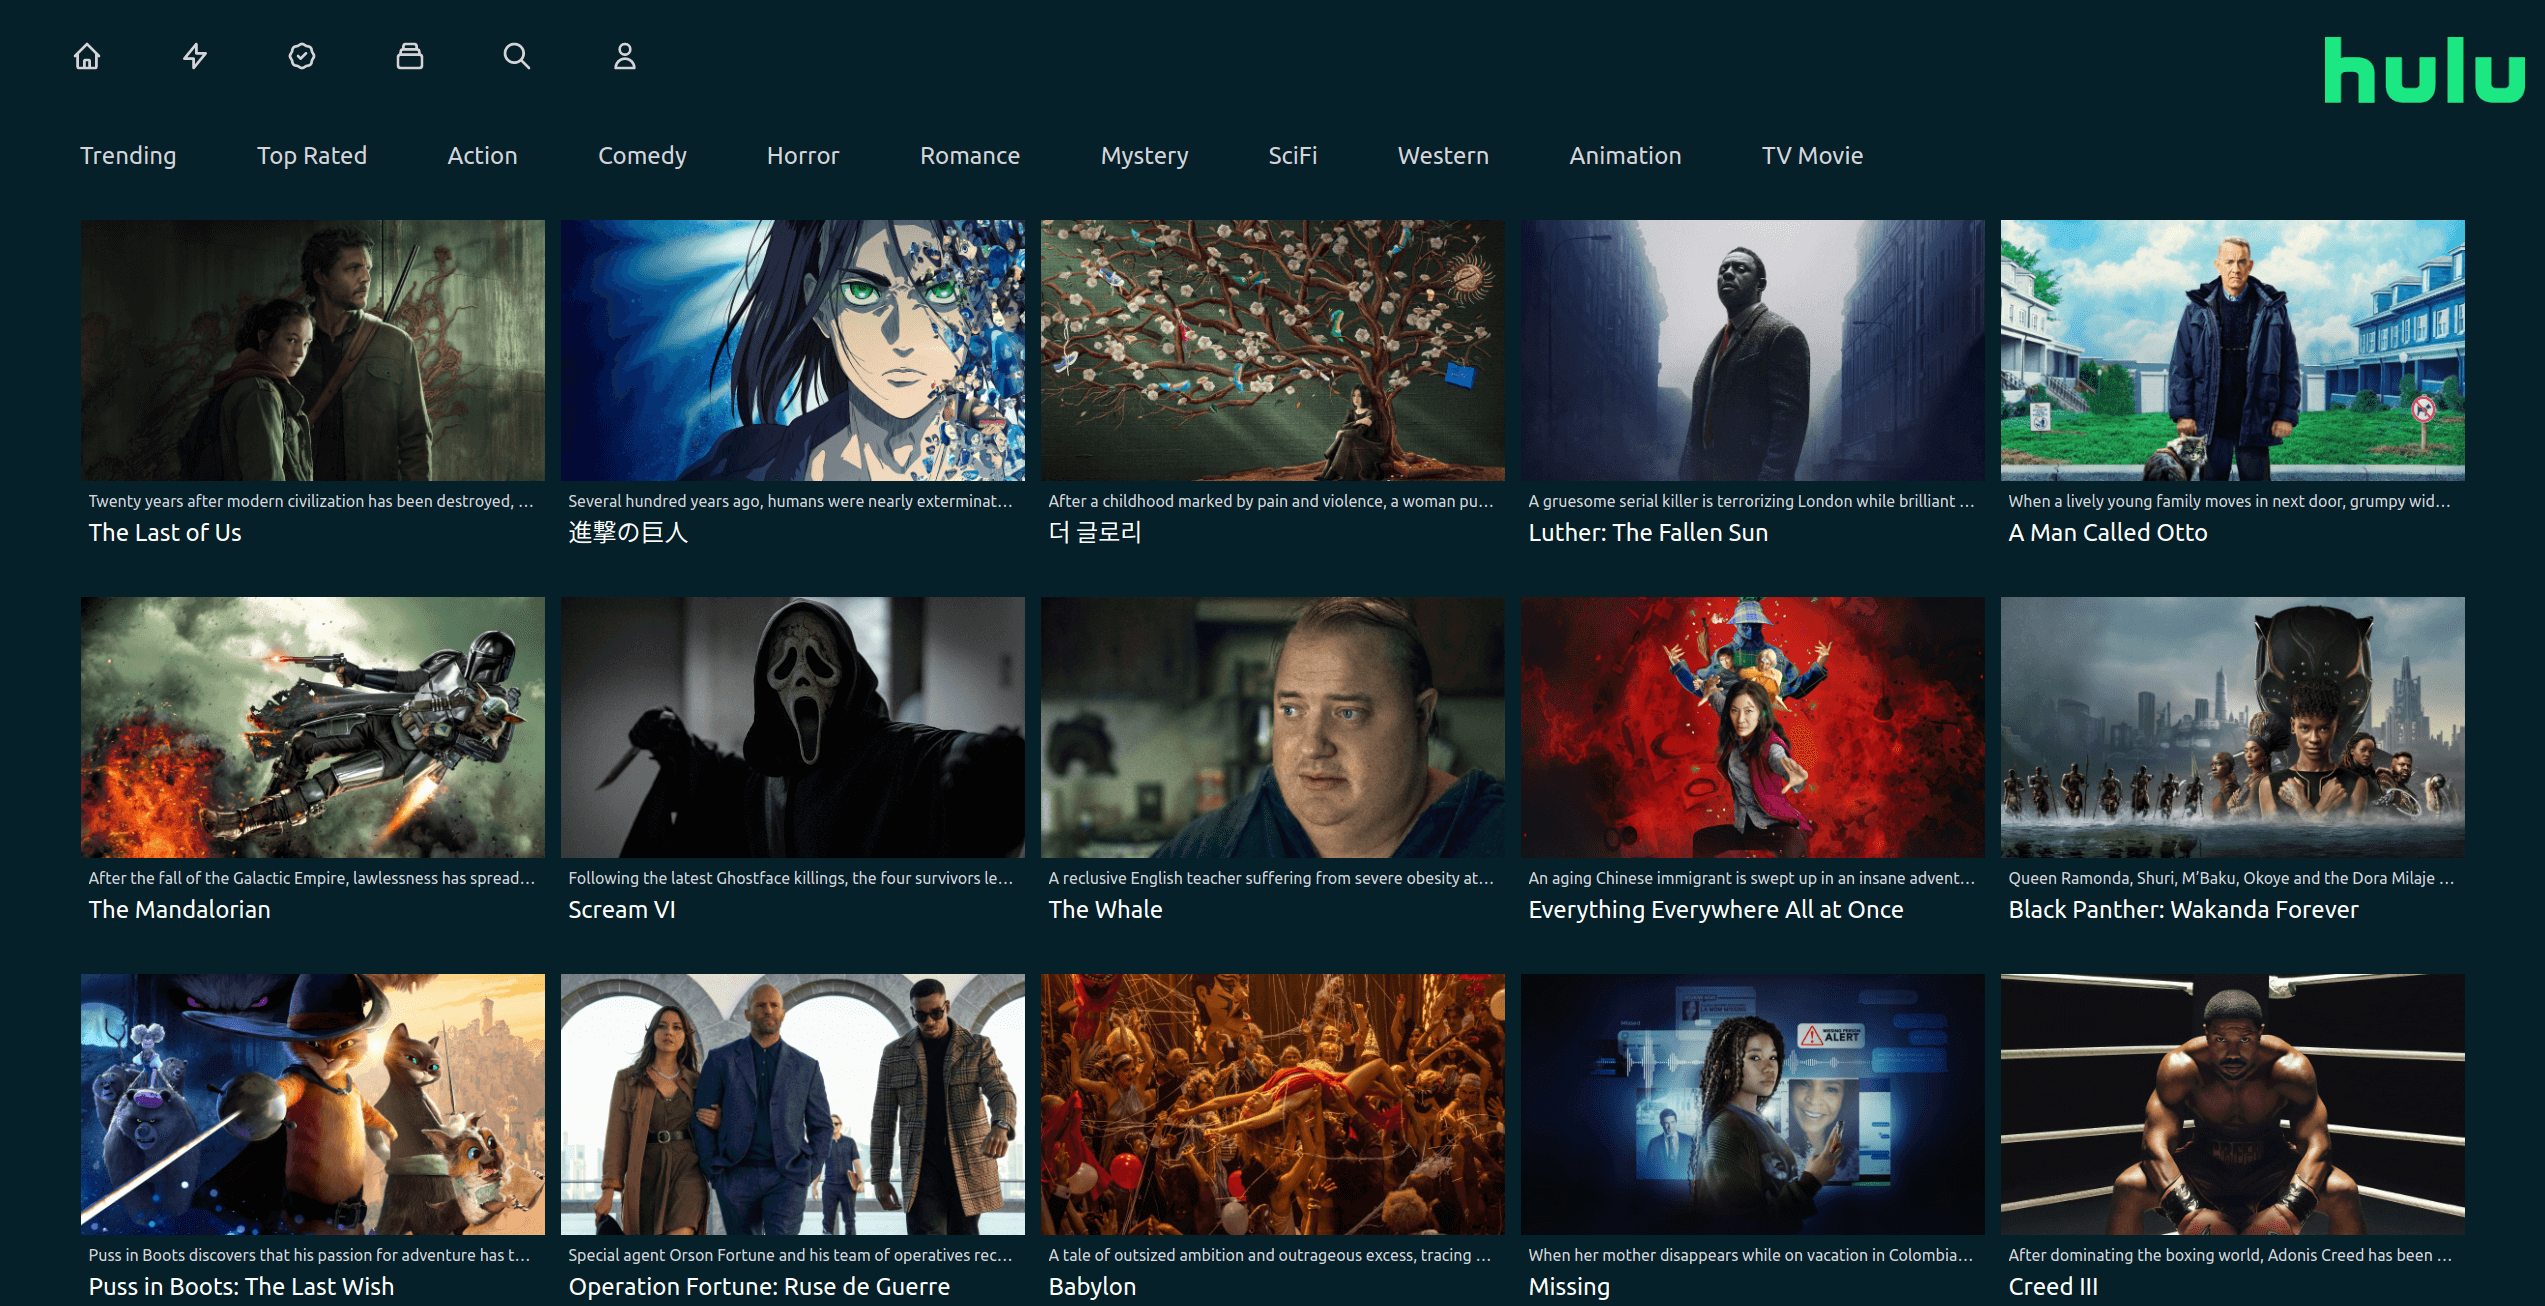 hulu
Trending Top Rated Action Comedy Horror Romance Mystery SciFi Western Animation TV Movie
Twenty years after modern civilization has been destroyed, ...
The Last of Us
Several hundred years ago, humans were nearly exterminat...
進撃の巨人
After a childhood marked by pain and violence, a woman pu...
더 글로리
A gruesome serial killer is terrorizing London while brilliant ...
Luther: The Fallen Sun
When a lively young family moves in next door, grumpy wid...
A Man Called Otto
After the fall of the Galactic Empire, lawlessness has spread...
The Mandalorian
Following the latest Ghostface killings, the four survivors le...
Scream VI
A reclusive English teacher suffering from severe obesity at...
The Whale
An aging Chinese immigrant is swept up in an insane advent...
Everything Everywhere All at Once
Queen Ramonda, Shuri, M’Baku, Okoye and the Dora Milaje ...
Black Panther: Wakanda Forever
Puss in Boots discovers that his passion for adventure has t...
Puss in Boots: The Last Wish
Special agent Orson Fortune and his team of operatives rec...
Operation Fortune: Ruse de Guerre
A tale of outsized ambition and outrageous excess, tracing ...
Babylon
MISSING PERSON
ALERT
When her mother disappears while on vacation in Colombia...
Missing
After dominating the boxing world, Adonis Creed has been ...
Creed III